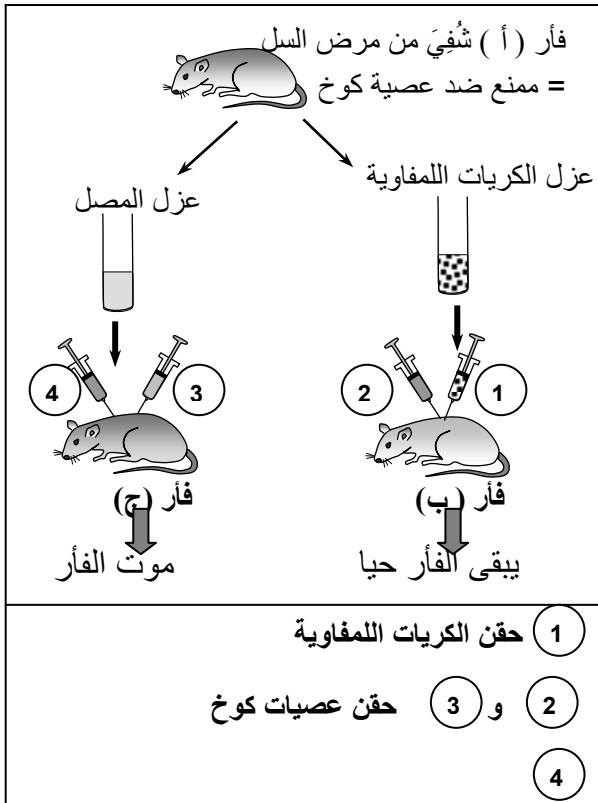 فأر ( أ ) شُفِيَ من مرض السل
= ممنع ضد عصية كوخ
عزل الكريات اللمفاوية
عزل المصل
1
2
3
4
فأر ( ب)
فأر (ج)
يبقى الفأر حيا
موت الفأر
1 حقن الكريات اللمفاوية
2 و 3 حقن عصيات كوخ
4